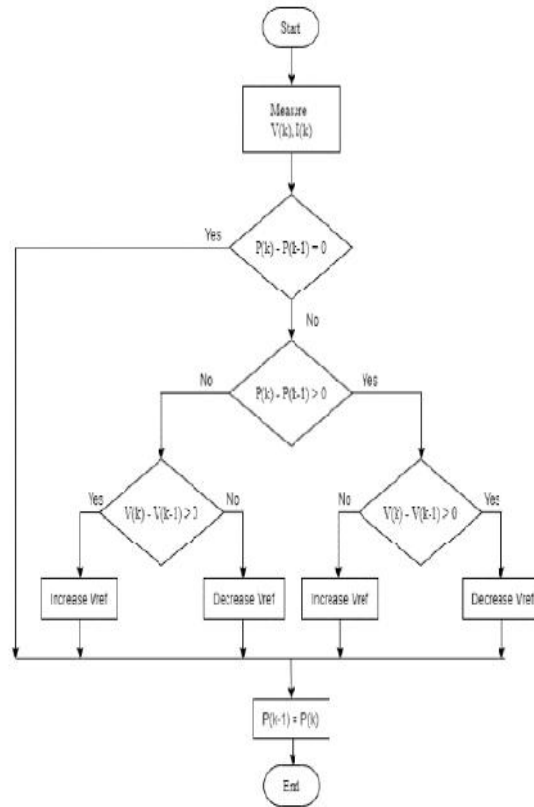 Start
Measure
V(k), I(k)
Yes
P(k) - P(k-1) = 0
No
No
P(k) - P(k-1) > 0
Yes
Yes
V(k) - V(k-1) > 0
No
No
V(k) - V(k-1) > 0
Yes
Increase Vref
Decrease Vref
Increase Vref
Decrease Vref
P(k-1) = P(k)
End